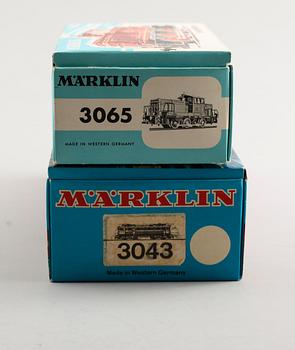 MÄRKLIN
3065
MADE IN WESTERN GERMANY
MÄRKLIN
3043
Made in Western Germany